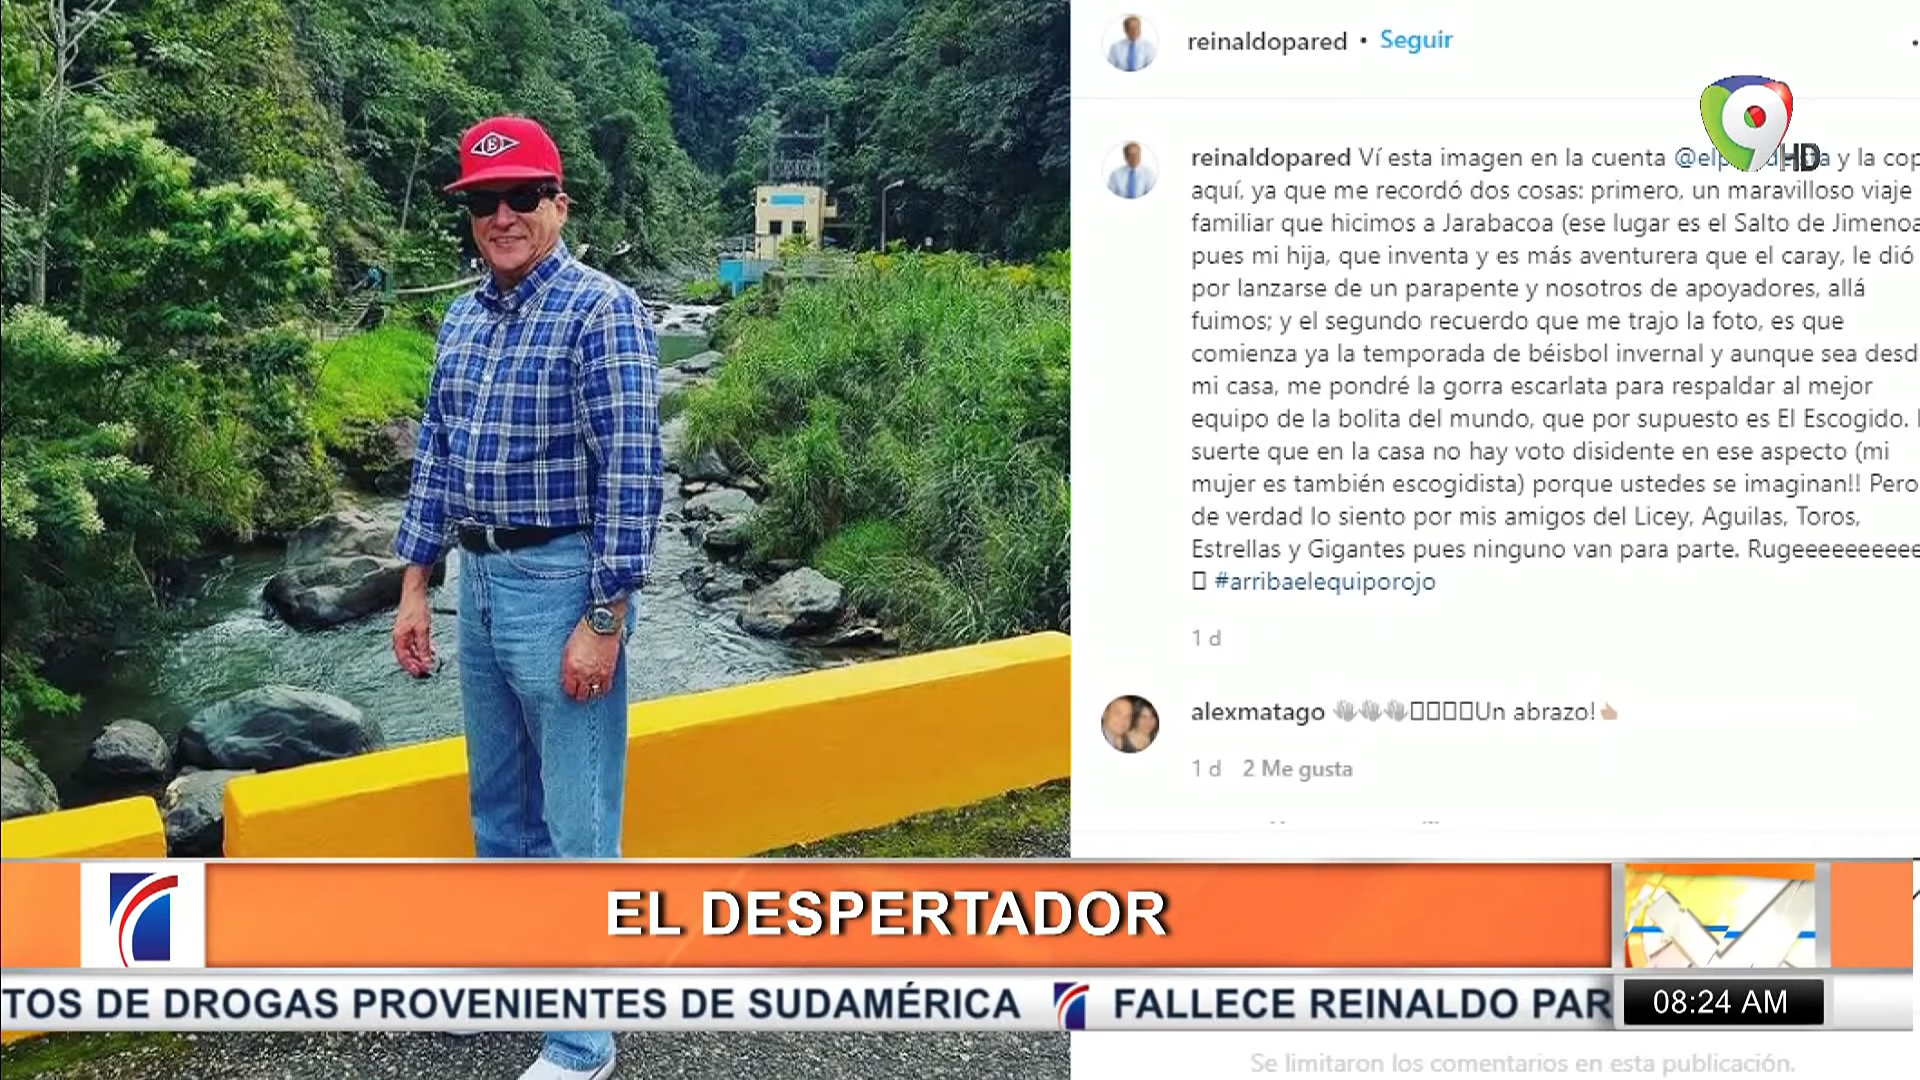 reinaldopared • Seguir
HD
reinaldopared Ví esta imagen en la cuenta y la cop
aquí, ya que me recordó dos cosas: primero, un maravilloso viaje
familiar que hicimos a Jarabacoa (ese lugar es el Salto de Jimenoa
pues mi hija, que inventa y es más aventurera que el caray, le dió
por lanzarse de un parapente y nosotros de apoyadores, allá
fuimos; y el segundo recuerdo que me trajo la foto, es que
comienza ya la temporada de béisbol invernal y aunque sea desd
mi casa, me pondré la gorra escarlata para respaldar al mejor
equipo de la bolita del mundo, que por supuesto es El Escogido.
suerte que en la casa no hay voto disidente en ese aspecto (mi
mujer es también escogidista) porque ustedes se imaginan!! Pero
de verdad lo siento por mis amigos del Licey, Aguilas, Toros,
Estrellas y Gigantes pues ninguno van para parte. Rugeeeeeeeeee
#arribaelequiporojo
1 d
alexmatago Un abrazo!
1 d 2 Me gusta
E
EL DESPERTADOR
TOS DE DROGAS PROVENIENTES DE SUDAMÉRICA FALLECE REINALDO PAR
08:24 AM
Se limitaron los comentarios en esta publicación.